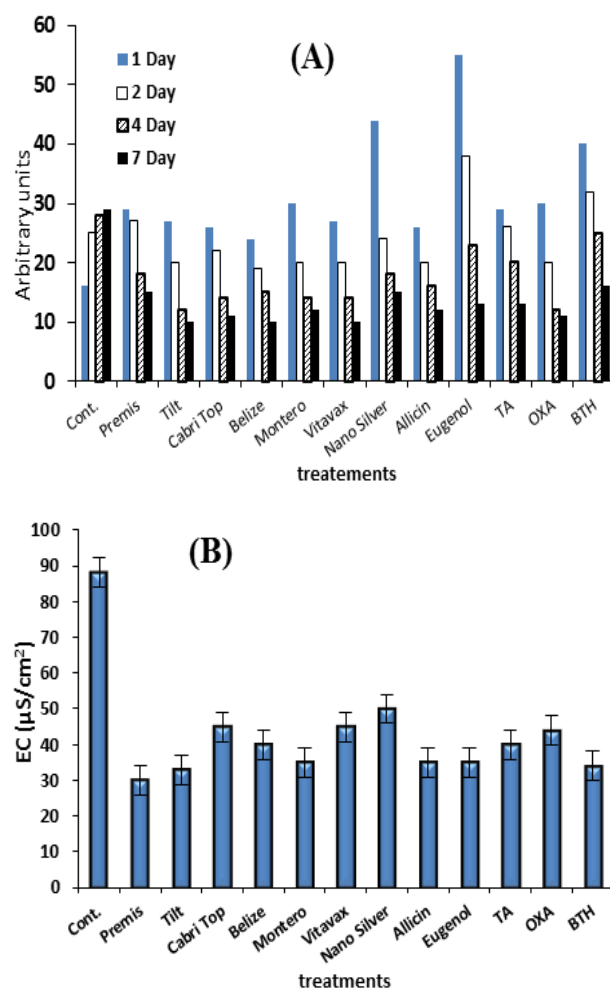 60
50
40
30
20
10
0
Arbitrary units
(A)
1 Day
2 Day
4 Day
7 Day
Cont.
Premis
Tilt
Cabri Top
Belize
Montero
Vitavax
Nano Silver
Allicin
Eugenol
TA
OXA
BTH
treatements
100
90
80
70
60
50
40
30
20
10
0
EC (µS/cm²)
(B)
Cont.
Premis
Tilt
Cabri Top
Belize
Montero
Vitavax
Nano Silver
Allicin
Eugenol
TA
OXA
BTH
treatments